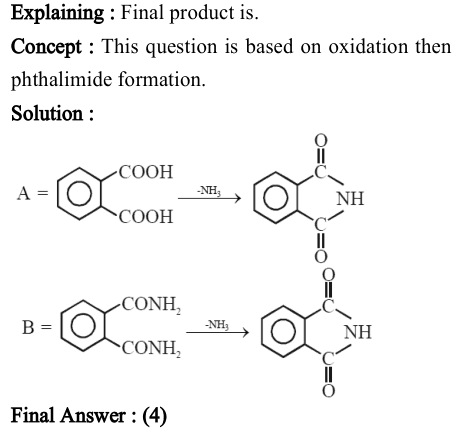 Explaining : Final product is.
Concept : This question is based on oxidation then
phthalimide formation.
Solution :
A =
COOH
COOH
-NH₃
O
C
NH
C
O
B =
CONH₂
CONH₂
-NH₃
O
C
NH
C
O
Final Answer : (4)